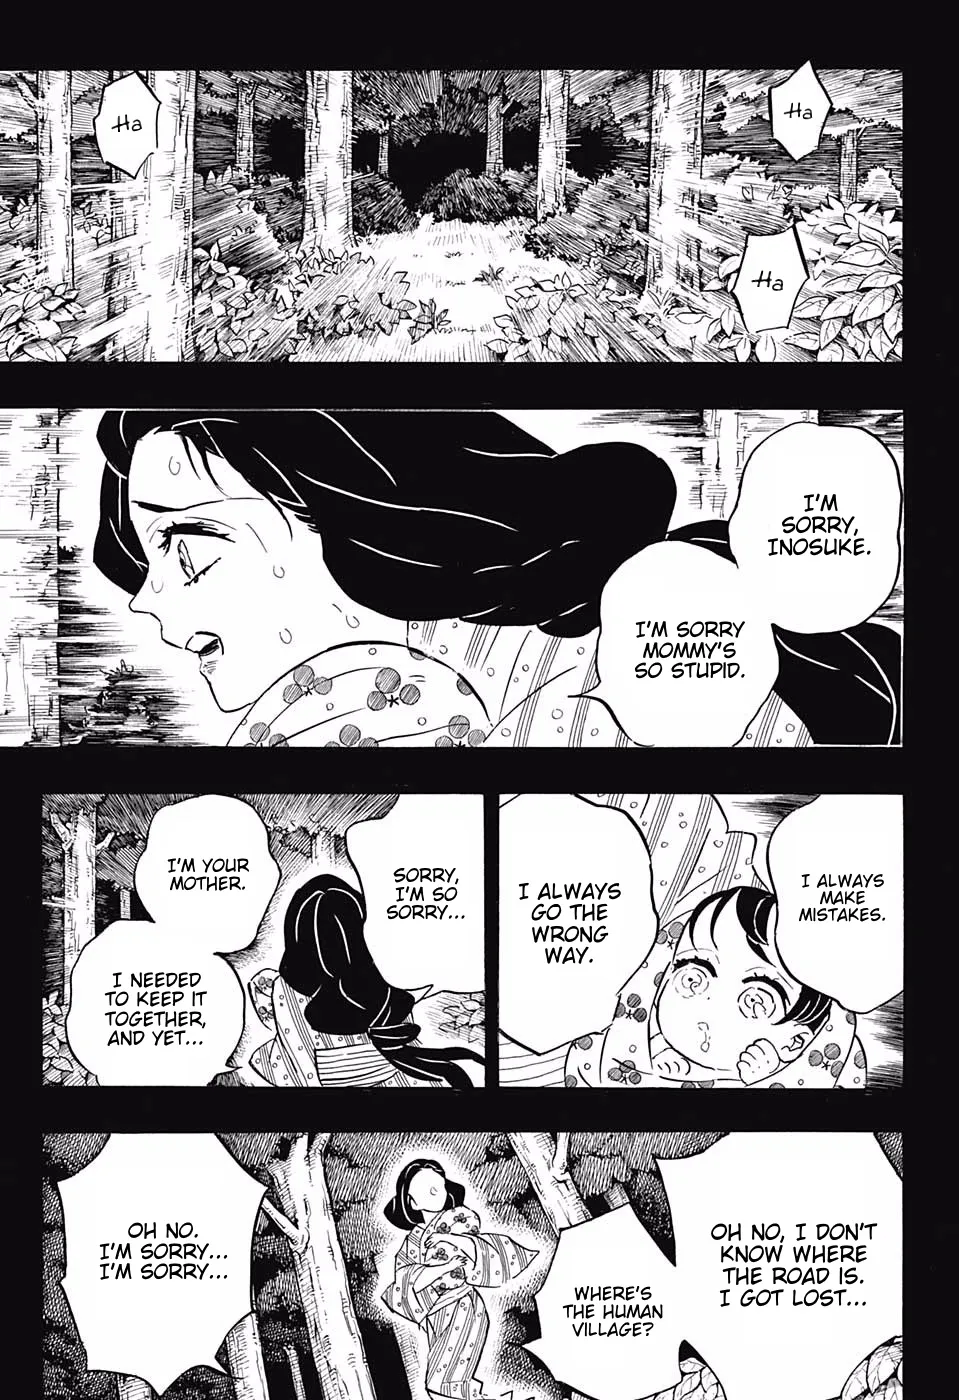 Ha
Ha
Ha
I'M
SORRY,
INOSUKE.
I'M SORRY
MOMMY'S
SO STUPID.
I ALWAYS
MAKE
MISTAKES.
I ALWAYS
GO THE
WRONG
WAY.
SORRY,
I'M SO
SORRY...
I'M YOUR
MOTHER.
I NEEDED
TO KEEP IT
TOGETHER,
AND YET...
OH NO, I DON'T
KNOW WHERE
THE ROAD IS.
I GOT LOST...
WHERE'S
THE HUMAN
VILLAGE?
OH NO.
I'M SORRY...
I'M SORRY...